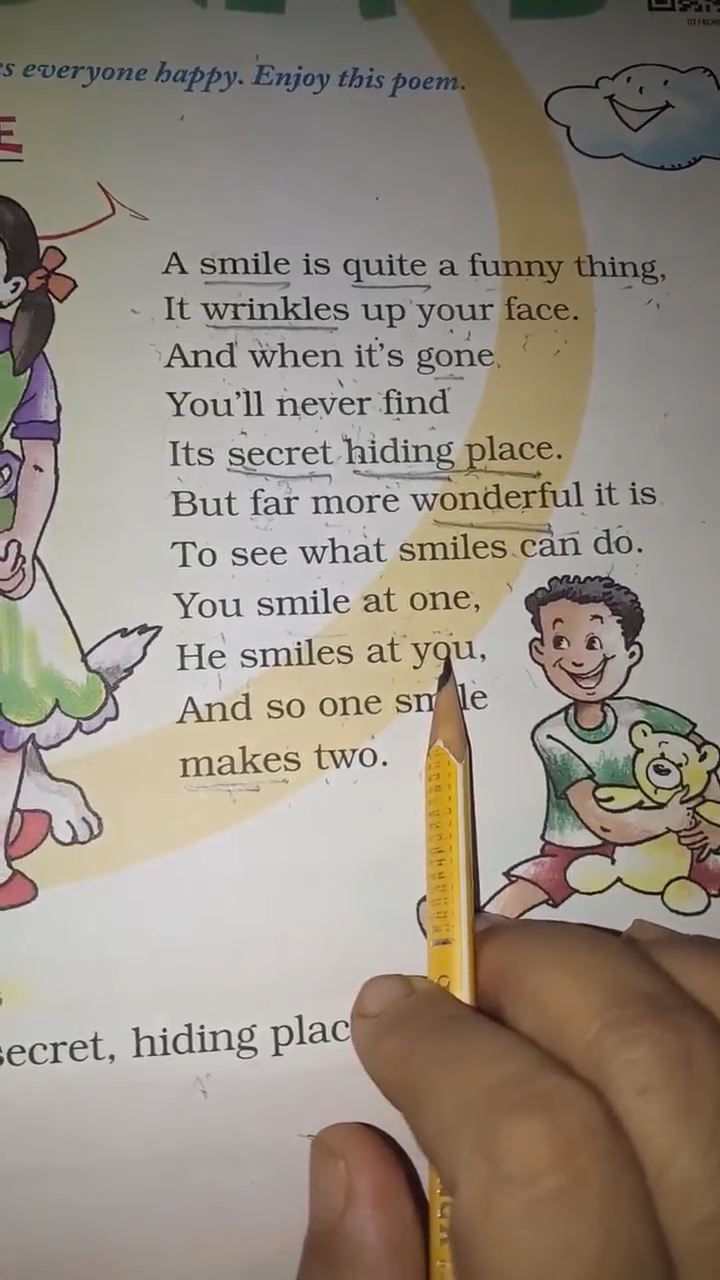 s everyone happy. Enjoy this poem.
E
A smile is quite a funny thing,
It wrinkles up your face.
And when it's gone
You'll never find
Its secret hiding place.
But far more wonderful it is
To see what smiles can do.
You smile at one,
He smiles at you,
And so one smile
makes two.
secret, hiding plac